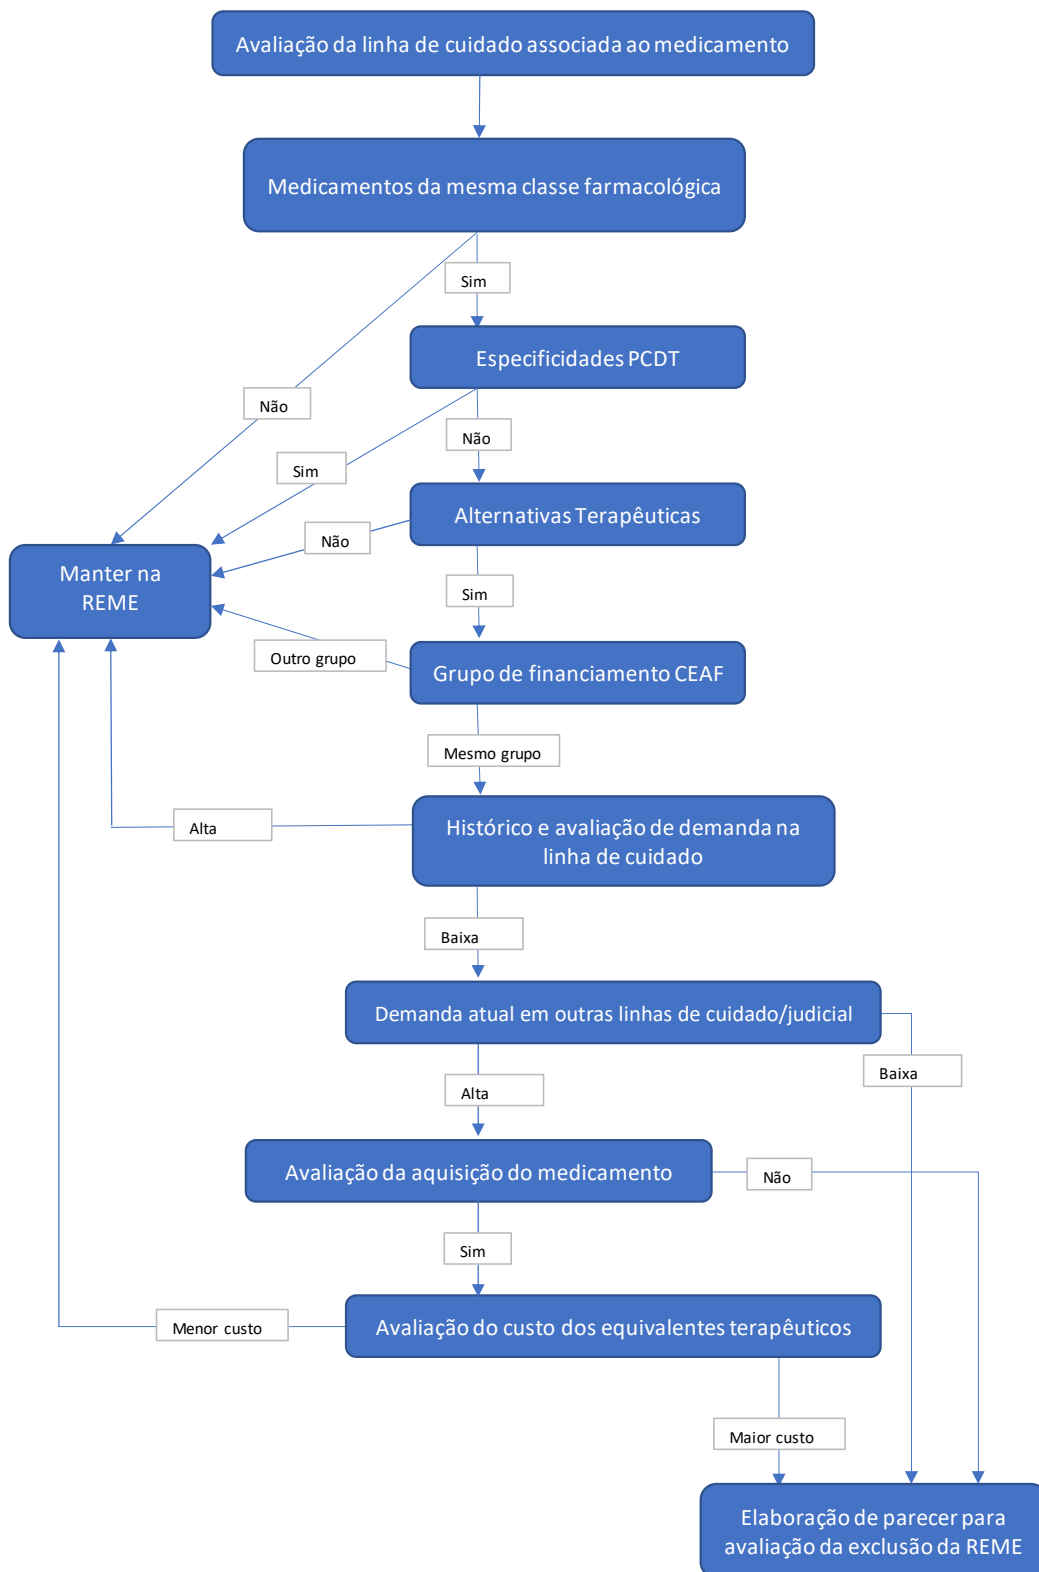 Avaliação da linha de cuidado associada ao medicamento
Medicamentos da mesma classe farmacológica
Sim
Especificidades PCDT
Não
Não
Sim
Alternativas Terapêuticas
Não
Manter na
REME
Sim
Outro grupo
Grupo de financiamento CEAF
Mesmo grupo
Histórico e avaliação de demanda na
linha de cuidado
Alta
Baixa
Demanda atual em outras linhas de cuidado/judicial
Baixa
Alta
Avaliação da aquisição do medicamento
Não
Sim
Avaliação do custo dos equivalentes terapêuticos
Menor custo
Maior custo
Elaboração de parecer para
avaliação da exclusão da REME